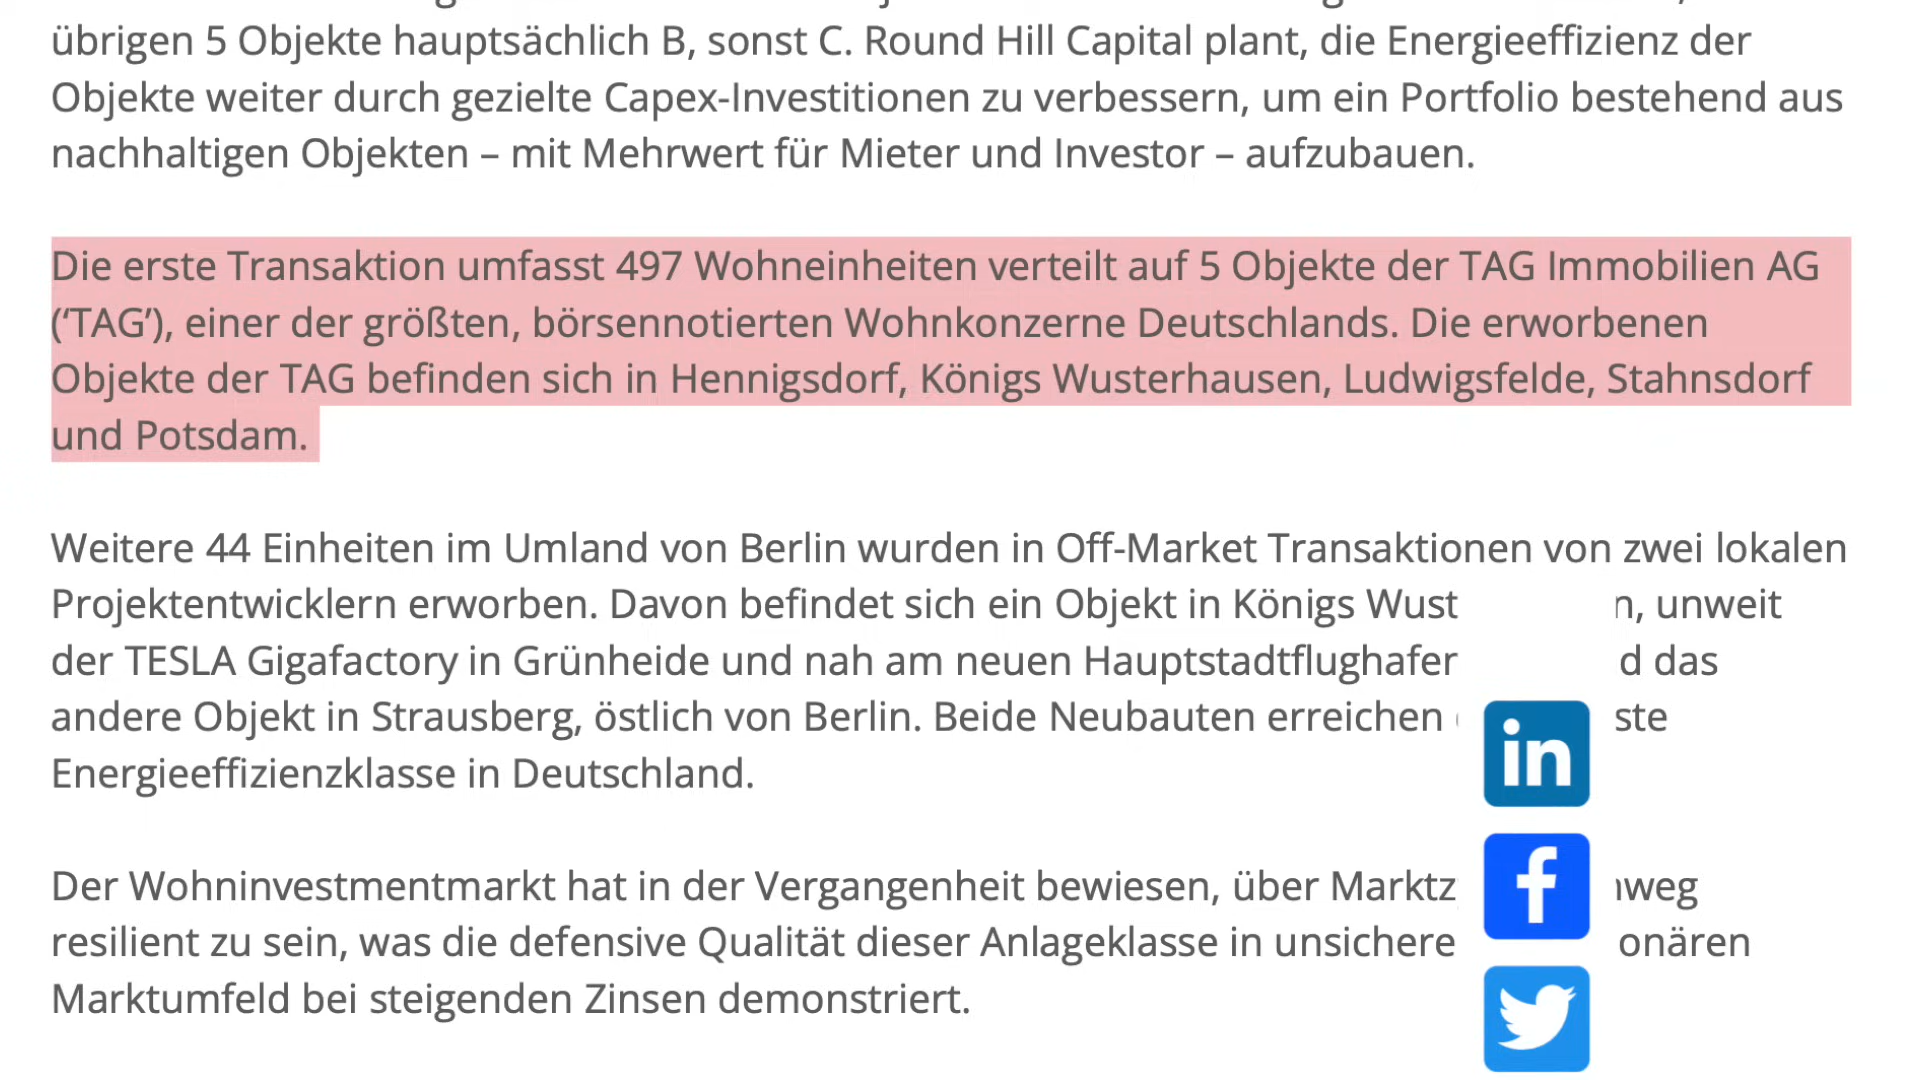 übrigen 5 Objekte hauptsächlich B, sonst C. Round Hill Capital plant, die Energieeffizienz der
Objekte weiter durch gezielte Capex-Investitionen zu verbessern, um ein Portfolio bestehend aus
nachhaltigen Objekten – mit Mehrwert für Mieter und Investor – aufzubauen.
Die erste Transaktion umfasst 497 Wohneinheiten verteilt auf 5 Objekte der TAG Immobilien AG
(‘TAG’), einer der größten, börsennotierten Wohnkonzerne Deutschlands. Die erworbenen
Objekte der TAG befinden sich in Hennigsdorf, Königs Wusterhausen, Ludwigsfelde, Stahnsdorf
und Potsdam.
Weitere 44 Einheiten im Umland von Berlin wurden in Off-Market Transaktionen von zwei lokalen
Projektentwicklern erworben. Davon befindet sich ein Objekt in Königs Wust n, unweit
der TESLA Gigafactory in Grünheide und nah am neuen Hauptstadtflughafen d das
andere Objekt in Strausberg, östlich von Berlin. Beide Neubauten erreichen ste
Energieeffizienzklasse in Deutschland.
Der Wohninvestmentmarkt hat in der Vergangenheit bewiesen, über Marktz weg
resilient zu sein, was die defensive Qualität dieser Anlageklasse in unsichere onären
Marktumfeld bei steigenden Zinsen demonstriert.
in
f